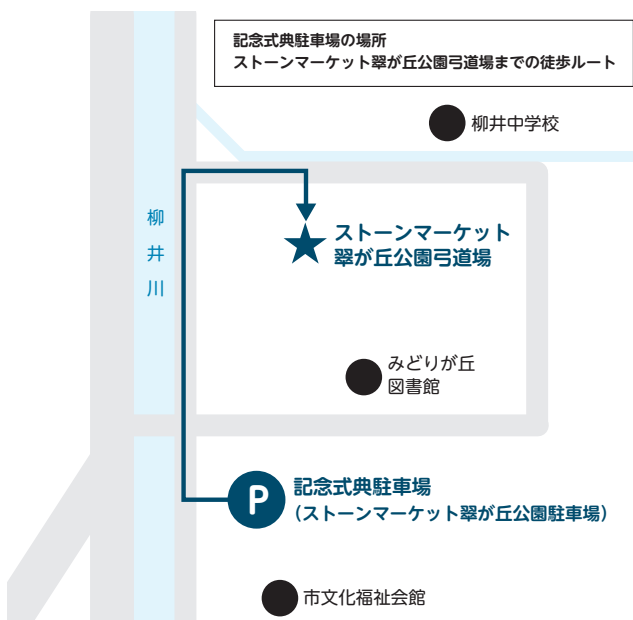 記念式典駐車場の場所
ストーンマーケット翠が丘公園弓道場までの徒歩ルート
柳井中学校
柳井川
ストーンマーケット
翠が丘公園弓道場
みどりが丘
図書館
P
記念式典駐車場
(ストーンマーケット翠が丘公園駐車場)
市文化福祉会館